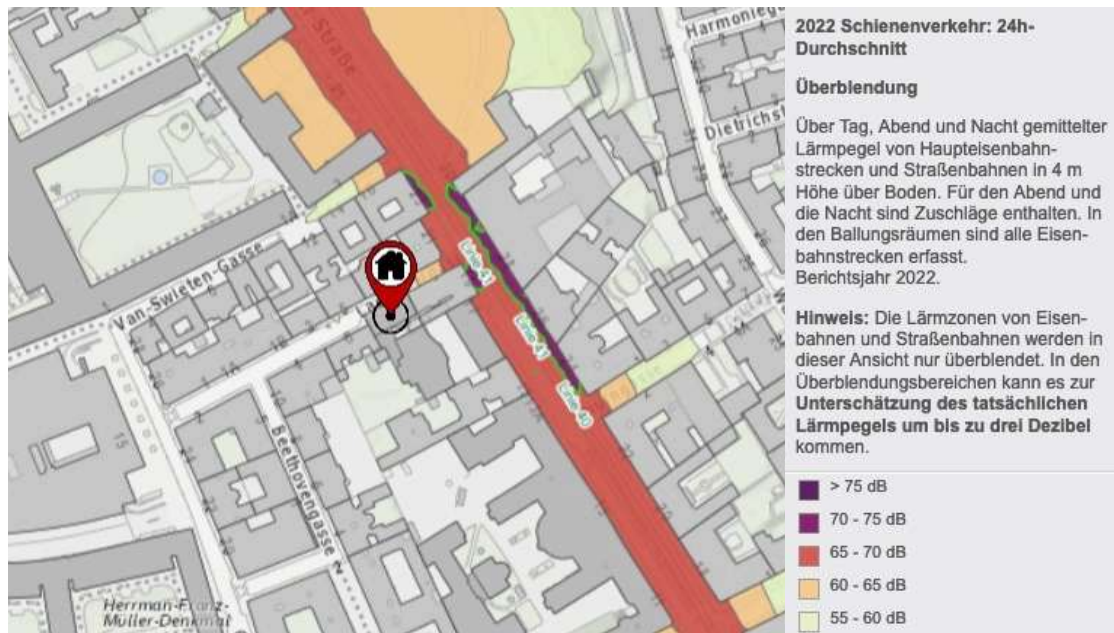 r Straße
Harmonieg
Dietrichst
Van-Swieten-Gasse
Linie 41
Linie 41
Linie 40
Beethovengasse
15
Herrman-Franz-
Müller-Denkmal
2022 Schienenverkehr: 24h-
Durchschnitt
Überblendung
Über Tag, Abend und Nacht gemittelter
Lärmpegel von Haupteisenbahn-
strecken und Straßenbahnen in 4 m
Höhe über Boden. Für den Abend und
die Nacht sind Zuschläge enthalten. In
den Ballungsräumen sind alle Eisen-
bahnstrecken erfasst.
Berichtsjahr 2022.
Hinweis: Die Lärmzonen von Eisen-
bahnen und Straßenbahnen werden in
dieser Ansicht nur überblendet. In den
Überblendungsbereichen kann es zur
Unterschätzung des tatsächlichen
Lärmpegels um bis zu drei Dezibel
kommen.
> 75 dB
70 - 75 dB
65 - 70 dB
60 - 65 dB
55 - 60 dB